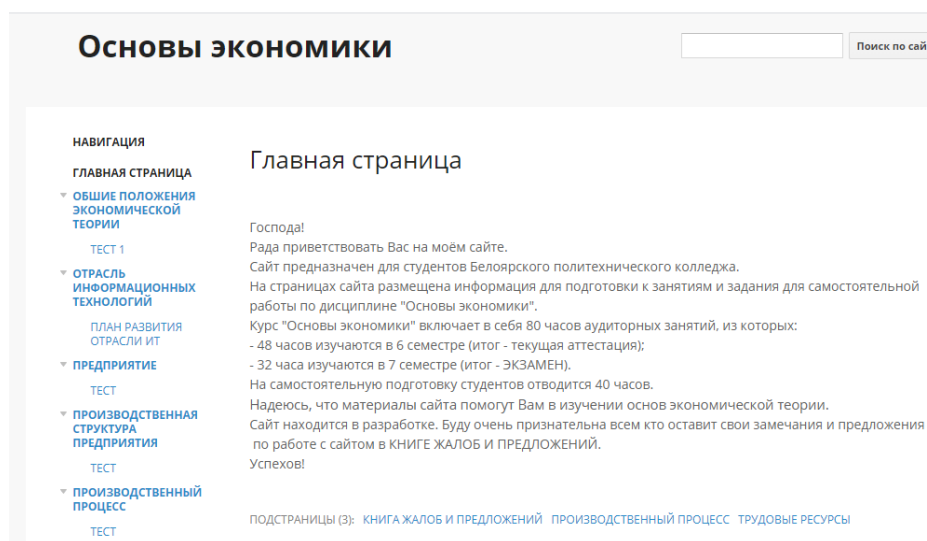 Основы экономики
Поиск по сай
НАВИГАЦИЯ
ГЛАВНАЯ СТРАНИЦА
ОБШИЕ ПОЛОЖЕНИЯ
ЭКОНОМИЧЕСКОЙ
ТЕОРИИ
ТЕСТ 1
ОТРАСЛЬ
ИНФОРМАЦИОННЫХ
ТЕХНОЛОГИЙ
ПЛАН РАЗВИТИЯ
ОТРАСЛИ ИТ
ПРЕДПРИЯТИЕ
ТЕСТ
ПРОИЗВОДСТВЕННАЯ
СТРУКТУРА
ПРЕДПРИЯТИЯ
ТЕСТ
ПРОИЗВОДСТВЕННЫЙ
ПРОЦЕСС
ТЕСТ
Главная страница
Господа!
Рада приветствовать Вас на моём сайте.
Сайт предназначен для студентов Белоярского политехнического колледжа.
На страницах сайта размещена информация для подготовки к занятиям и задания для самостоятельной
работы по дисциплине "Основы экономики".
Курс "Основы экономики" включает в себя 80 часов аудиторных занятий, из которых:
- 48 часов изучаются в 6 семестре (итог - текущая аттестация);
- 32 часа изучаются в 7 семестре (итог - ЭКЗАМЕН).
На самостоятельную подготовку студентов отводится 40 часов.
Надеюсь, что материалы сайта помогут Вам в изучении основ экономической теории.
Сайт находится в разработке. Буду очень признательна всем кто оставит свои замечания и предложения
по работе с сайтом в КНИГЕ ЖАЛОБ И ПРЕДЛОЖЕНИЙ.
Успехов!
ПОДСТРАНИЦЫ (3): КНИГА ЖАЛОБ И ПРЕДЛОЖЕНИЙ ПРОИЗВОДСТВЕННЫЙ ПРОЦЕСС ТРУДОВЫЕ РЕСУРСЫ